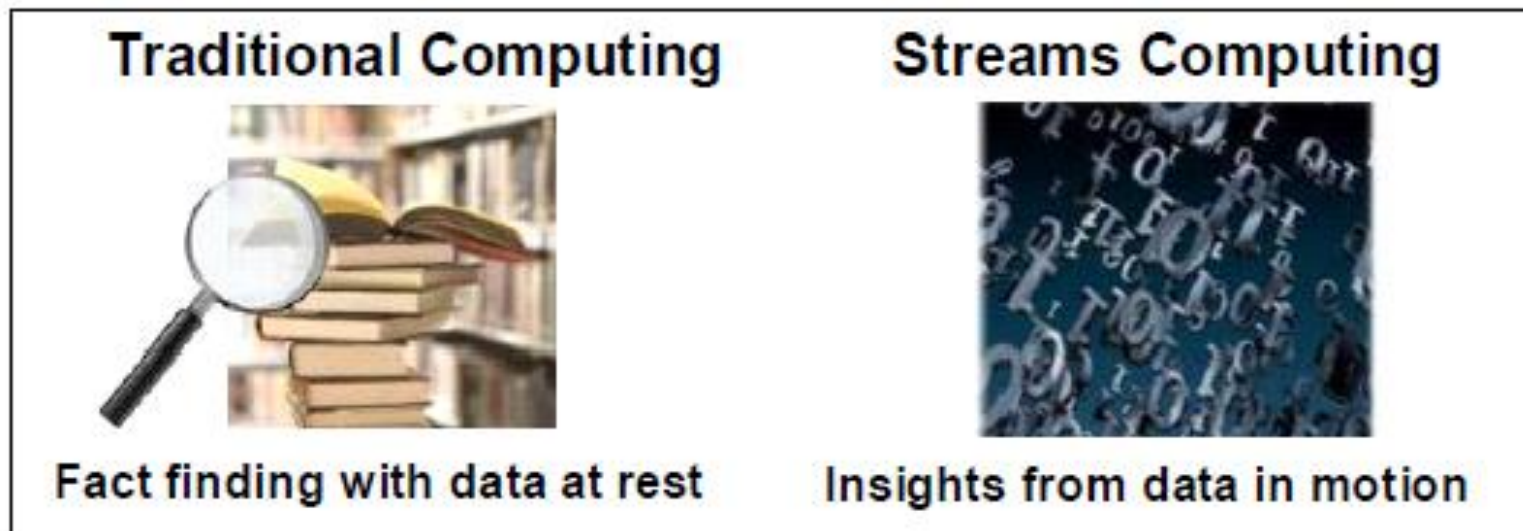 Traditional Computing
Fact finding with data at rest
Streams Computing
Insights from data in motion